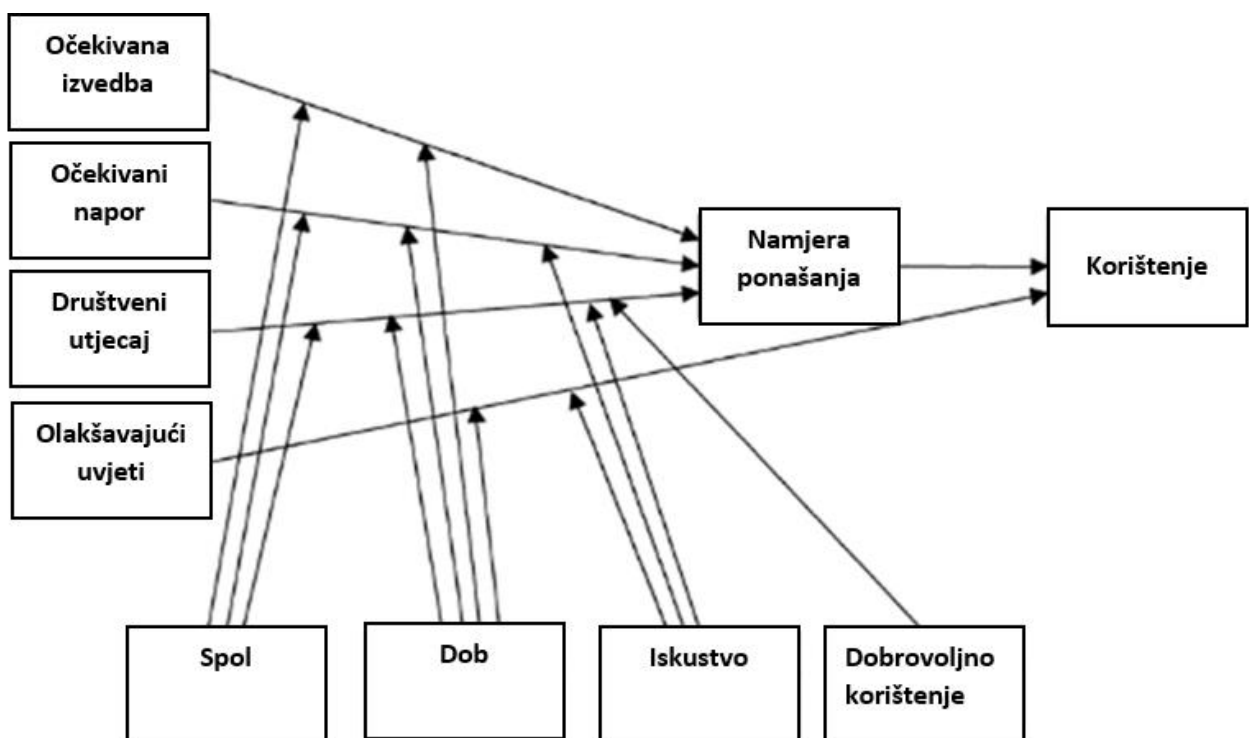 Očekivana
izvedba
Očekivani
napor
Društveni
utjecaj
Olakšavajući
uvjeti
Namjera
ponašanja
Korištenje
Spol
Dob
Iskustvo
Dobrovoljno
korištenje